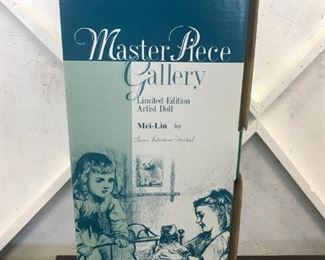 MasterPiece
Gallery
Limited Edition
Artist Doll
Mei-Lin by